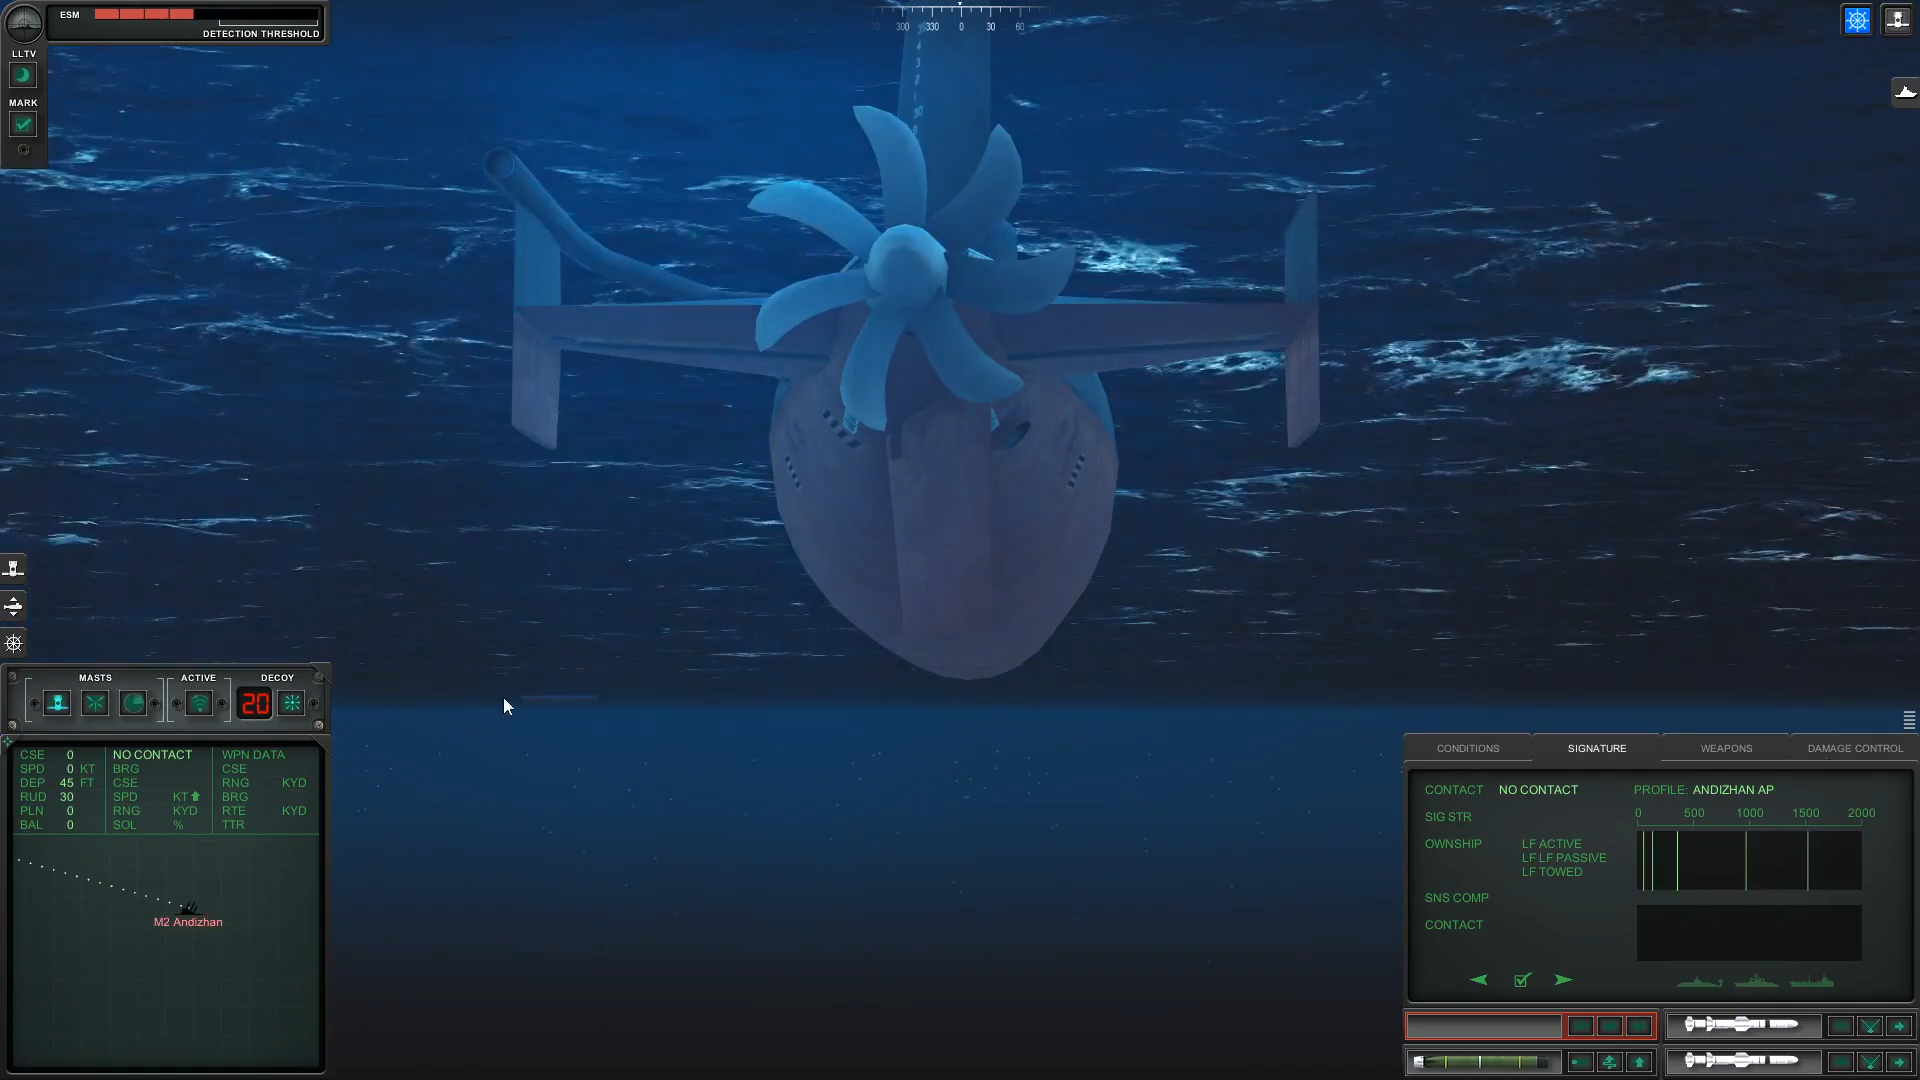 ESM
DETECTION THRESHOLD
300 330 0 30 60
LLTV
MARK
MASTS ACTIVE DECOY
20
CSE 0 NO CONTACT WPN DATA
SPD 0 KT BRG CSE
DEP 45 FT CSE RNG KYD
RUD 30 SPD KT BRG
PLN 0 RNG KYD RTE KYD
BAL 0 SOL % TTR
M2 Andizhan
CONDITIONS SIGNATURE WEAPONS DAMAGE CONTROL
CONTACT NO CONTACT PROFILE: ANDIZHAN AP
SIG STR 0 500 1000 1500 2000
OWNSHIP LF ACTIVE
LF LF PASSIVE
LF TOWED
SNS COMP
CONTACT